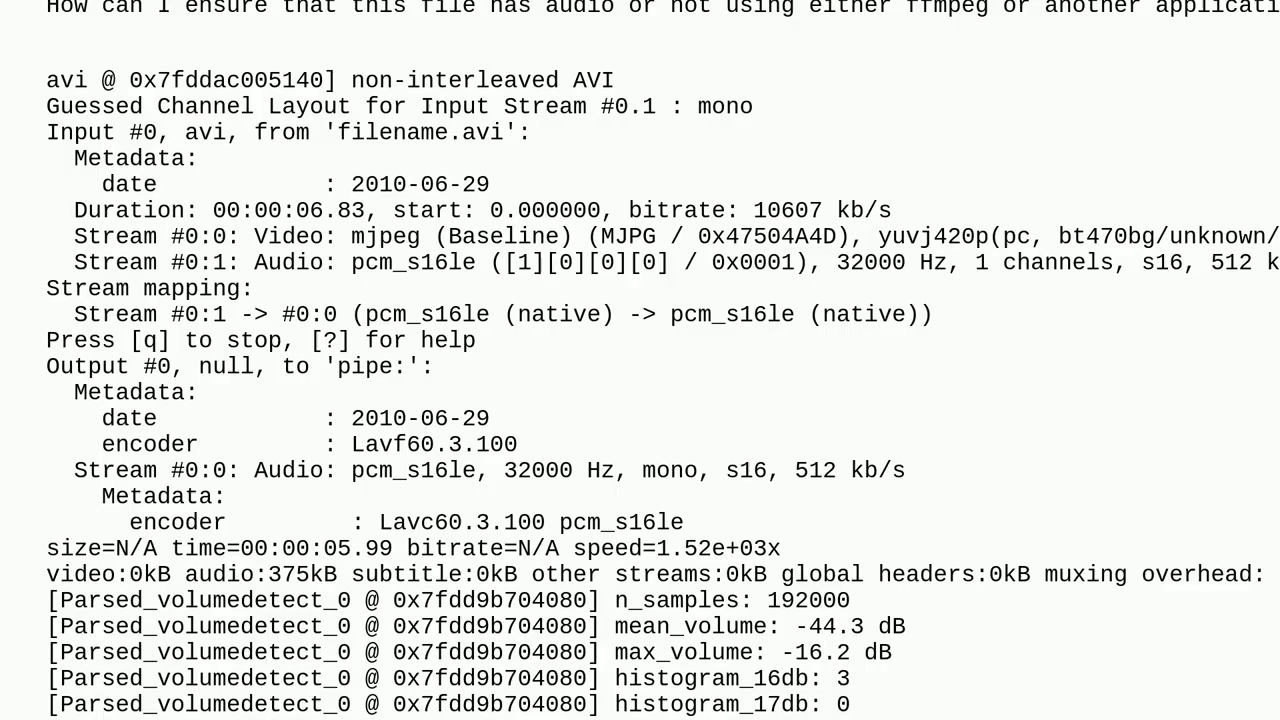 How can I ensure that this file has audio or not using either ffmpeg or another
avi @ 0x7fddac005140] non-interleaved AVI
Guessed Channel Layout for Input Stream #0.1 : mono
Input #0, avi, from 'filename.avi':
  Metadata:
    date            : 2010-06-29
  Duration: 00:00:06.83, start: 0.000000, bitrate: 10607 kb/s
  Stream #0:0: Video: mjpeg (Baseline) (MJPG / 0x47504A4D), yuvj420p(pc, bt470bg/unknown/
  Stream #0:1: Audio: pcm_s16le ([1][0][0][0] / 0x0001), 32000 Hz, 1 channels, s16, 512 k
Stream mapping:
  Stream #0:1 -> #0:0 (pcm_s16le (native) -> pcm_s16le (native))
Press [q] to stop, [?] for help
Output #0, null, to 'pipe:':
  Metadata:
    date            : 2010-06-29
    encoder         : Lavf60.3.100
  Stream #0:0: Audio: pcm_s16le, 32000 Hz, mono, s16, 512 kb/s
    Metadata:
      encoder         : Lavc60.3.100 pcm_s16le
size=N/A time=00:00:05.99 bitrate=N/A speed=1.52e+03x
video:0kB audio:375kB subtitle:0kB other streams:0kB global headers:0kB muxing overhead:
[Parsed_volumedetect_0 @ 0x7fdd9b704080] n_samples: 192000
[Parsed_volumedetect_0 @ 0x7fdd9b704080] mean_volume: -44.3 dB
[Parsed_volumedetect_0 @ 0x7fdd9b704080] max_volume: -16.2 dB
[Parsed_volumedetect_0 @ 0x7fdd9b704080] histogram_16db: 3
[Parsed_volumedetect_0 @ 0x7fdd9b704080] histogram_17db: 0